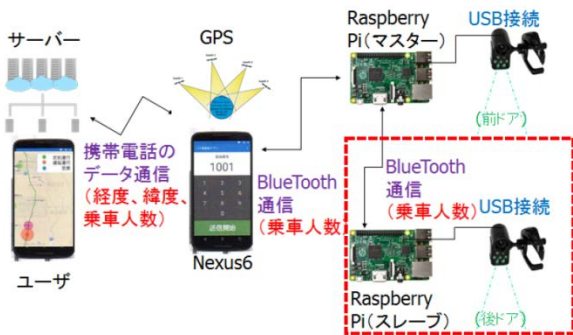 サーバー
GPS
Raspberry
Pi(マスター)
USB接続
(前ドア)
携帯電話の
データ通信
(経度、緯度、
乗車人数)
1001
送信開始
BlueTooth
通信
(乗車人数
BlueTooth
通信
(乗車人数)
USB接続
ユーザ
Nexus6
Raspberry
Pi(スレーブ)
(後ドア)